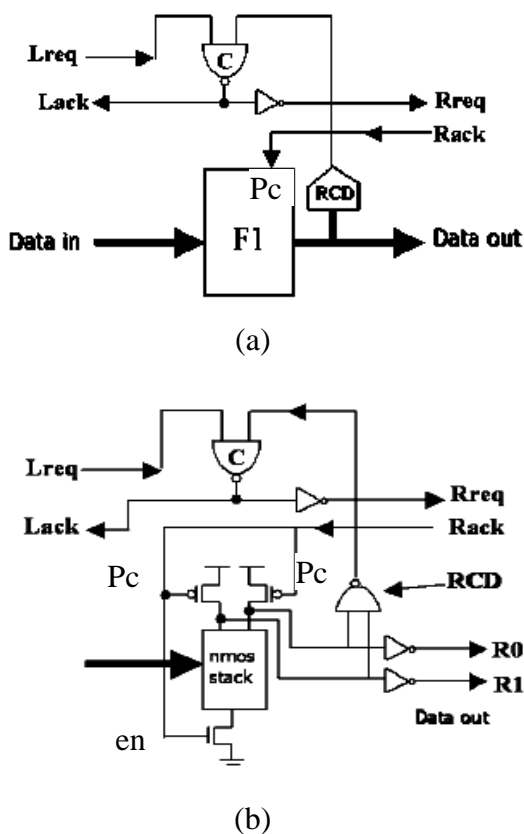 Lreq
C
Lack
Rreq
Rack
Pc
RCD
Data in
F1
Data out
(a)
C
Lreq
Rreq
Lack
Rack
Pc
Pc
RCD
R0
nmos
stack
R1
Data out
en
(b)